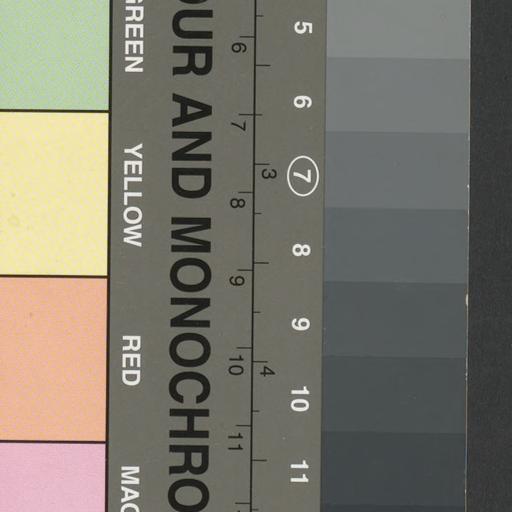 5 6 7 8 9 10 11
3 4
6 7 8 9 10 11
OUR AND MONOCHRO
GREEN YELLOW RED MAG